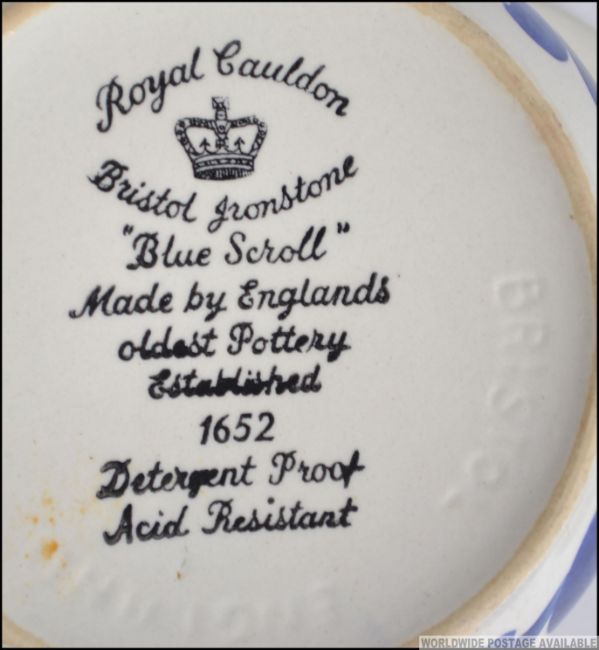 Royal Cauldon
Bristol Ironstone
"Blue Scroll"
Made by Englands
oldest Pottery
Established
1652
Detergent Proof
Acid Resistant
BRISTOL
WORLDWIDE POSTAGE AVAILABLE